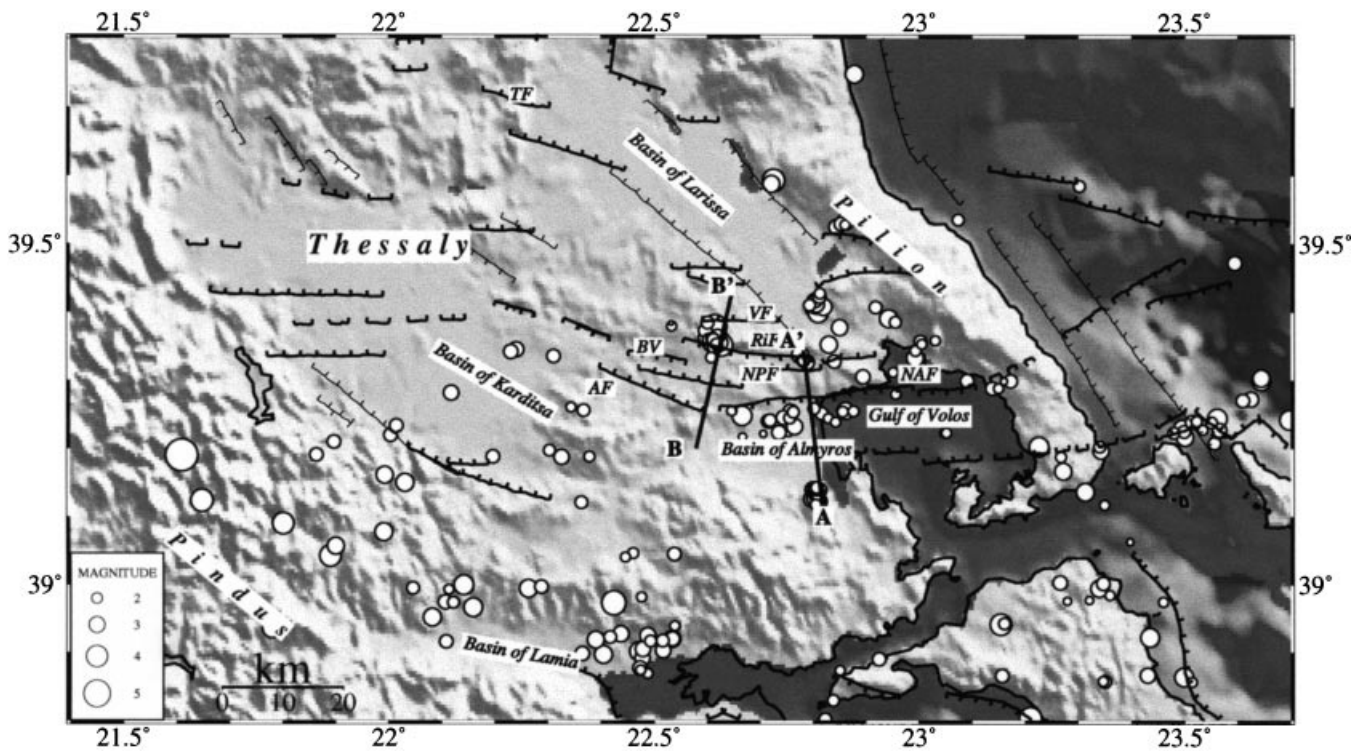 21.5° 22° 22.5° 23° 23.5°
TF
Basin of Larissa
Pilion
39.5° 39.5°
Thessaly
B'
VF
RiF A'
BV
NPF NAF
Basin of Karditsa
AF
Gulf of Volos
B
Basin of Almyros
A
Pindus
MAGNITUDE
2
3
4
5
39° 39°
Basin of Lamia
km
0 10 20
21.5° 22° 22.5° 23° 23.5°